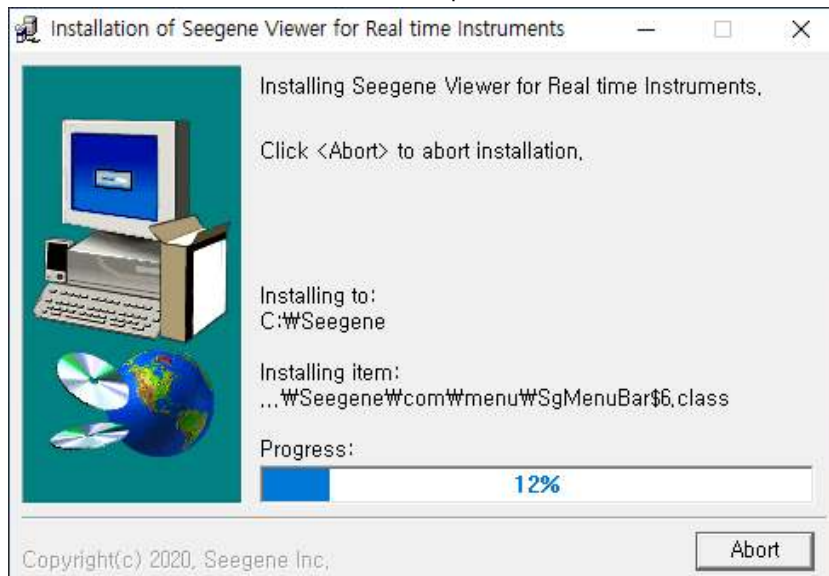 Installation of Seegene Viewer for Real time Instruments
Installing Seegene Viewer for Real time Instruments,
Click <Abort> to abort installation,
Installing to:
C:₩Seegene
Installing item:
,,,₩Seegene₩com₩menu₩SgMenuBar$6,class
Progress:
12%
Copyright(c) 2020, Seegene Inc,
Abort